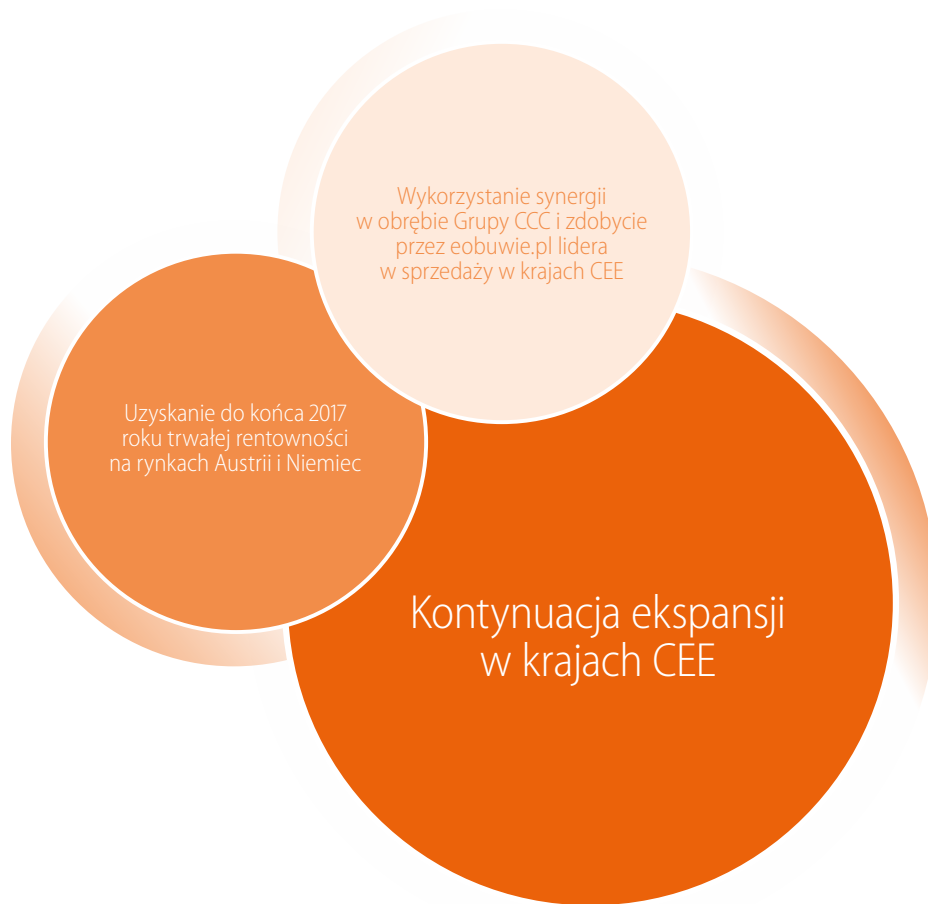 Wykorzystanie synergii
w obrębie Grupy CCC i zdobycie
przez eobuwie.pl lidera
w sprzedaży w krajach CEE
Uzyskanie do końca 2017
roku trwałej rentowności
na rynkach Austrii i Niemiec
Kontynuacja ekspansji
w krajach CEE